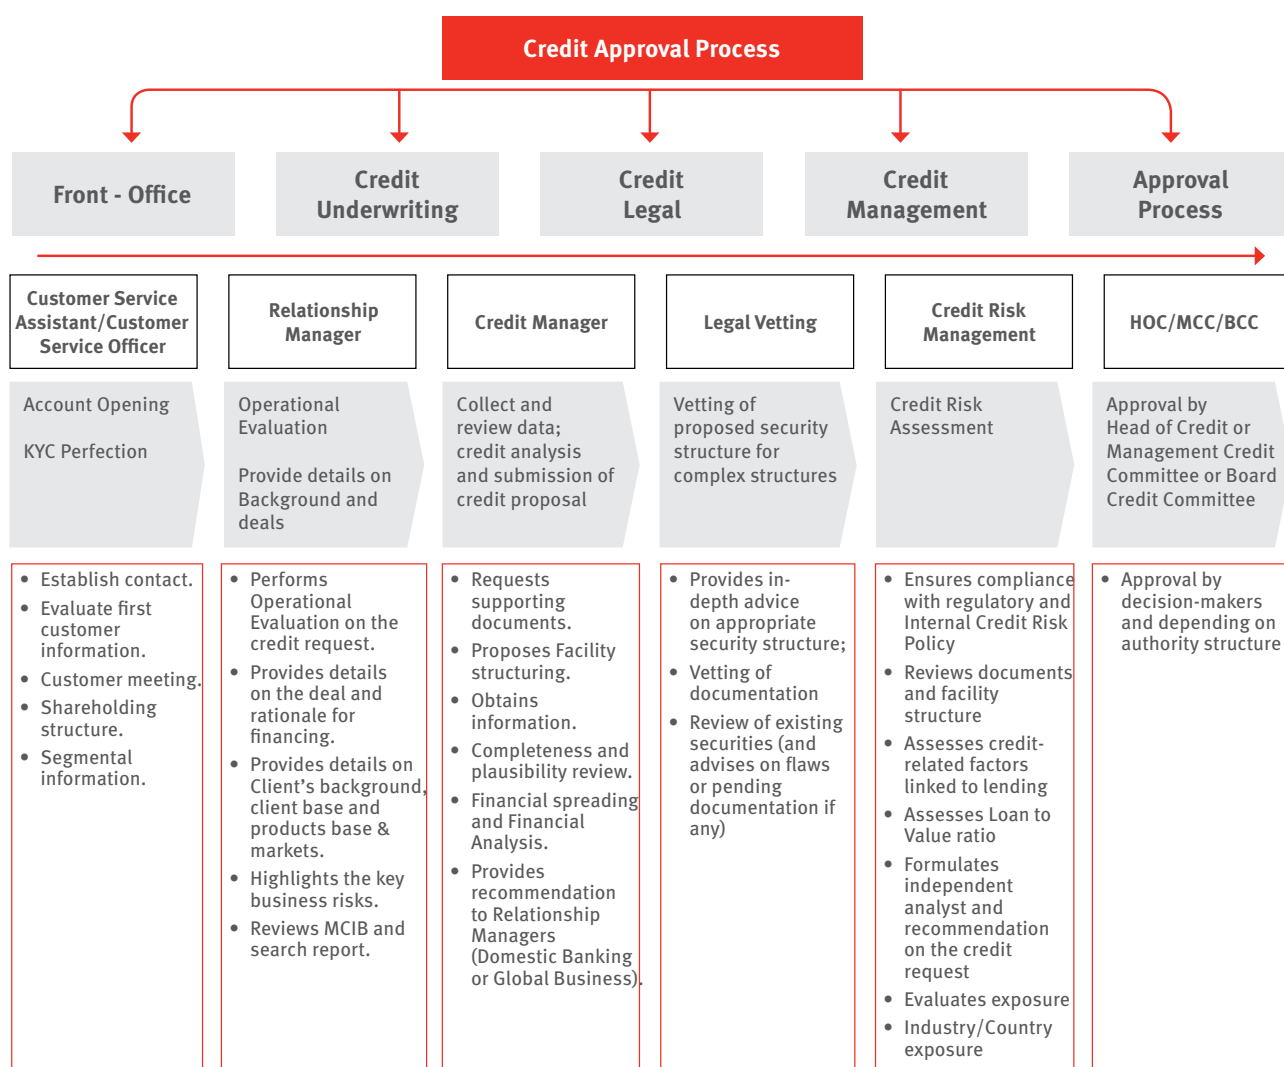 Credit Approval Process
Front - Office
Credit
Underwriting
Credit
Legal
Credit
Management
Approval
Process
Customer Service
Assistant/Customer
Service Officer
Relationship
Manager
Credit Manager
Legal Vetting
Credit Risk
Management
HOC/MCC/BCC
Account Opening
KYC Perfection
Operational
Evaluation
Provide details on
Background and
deals
Collect and
review data;
credit analysis
and submission of
credit proposal
Vetting of
proposed security
structure for
complex structures
Credit Risk
Assessment
Approval by
Head of Credit or
Management Credit
Committee or Board
Credit Committee
• Establish contact.
• Evaluate first
customer
information.
• Customer meeting.
• Shareholding
structure.
• Segmental
information.
• Performs
Operational
Evaluation on the
credit request.
• Provides details
on the deal and
rationale for
financing.
• Provides details on
Client's background,
client base and
products base &
markets.
• Highlights the key
business risks.
• Reviews MCIB and
search report.
• Requests
supporting
documents.
• Proposes Facility
structuring.
• Obtains
information.
• Completeness and
plausibility review.
• Financial spreading
and Financial
Analysis.
• Provides
recommendation
to Relationship
Managers
(Domestic Banking
or Global Business).
• Provides in-
depth advice
on appropriate
security structure;
• Vetting of
documentation
• Review of existing
securities (and
advises on flaws
or pending
documentation if
any)
• Ensures compliance
with regulatory and
Internal Credit Risk
Policy
• Reviews documents
and facility
structure
• Assesses credit-
related factors
linked to lending
• Assesses Loan to
Value ratio
• Formulates
independent
analyst and
recommendation
on the credit
request
• Evaluates exposure
• Industry/Country
exposure
• Approval by
decision-makers
and depending on
authority structure